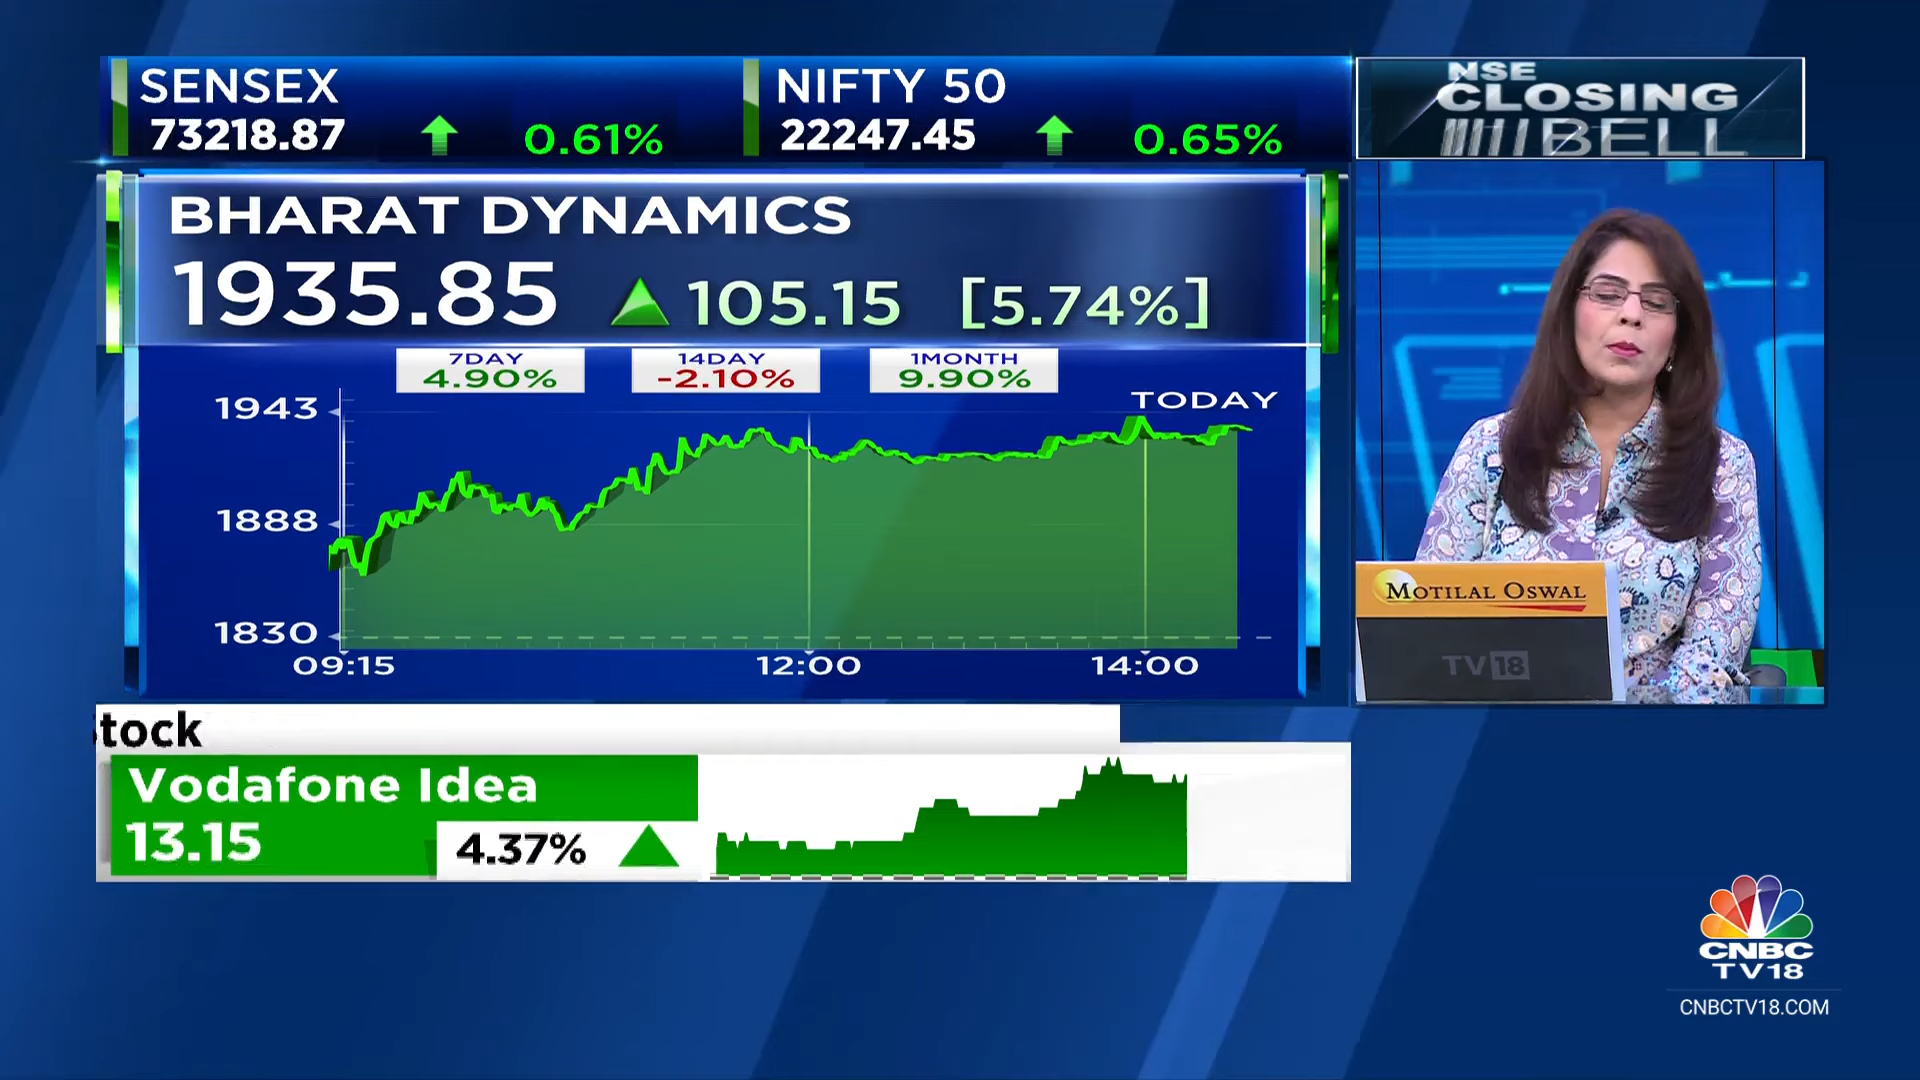 SENSEX
73218.87 0.61%
NIFTY 50
22247.45 0.65%
NSE
CLOSING
BELL
BHARAT DYNAMICS
1935.85 105.15 [5.74%]
7DAY
4.90%
14DAY
-2.10%
1MONTH
9.90%
TODAY
1943
1888
1830
09:15 12:00 14:00
MOTILAL OSWAL
TV18
tock
Vodafone Idea
13.15 4.37%
CNBC
TV18
CNBCTV18.COM